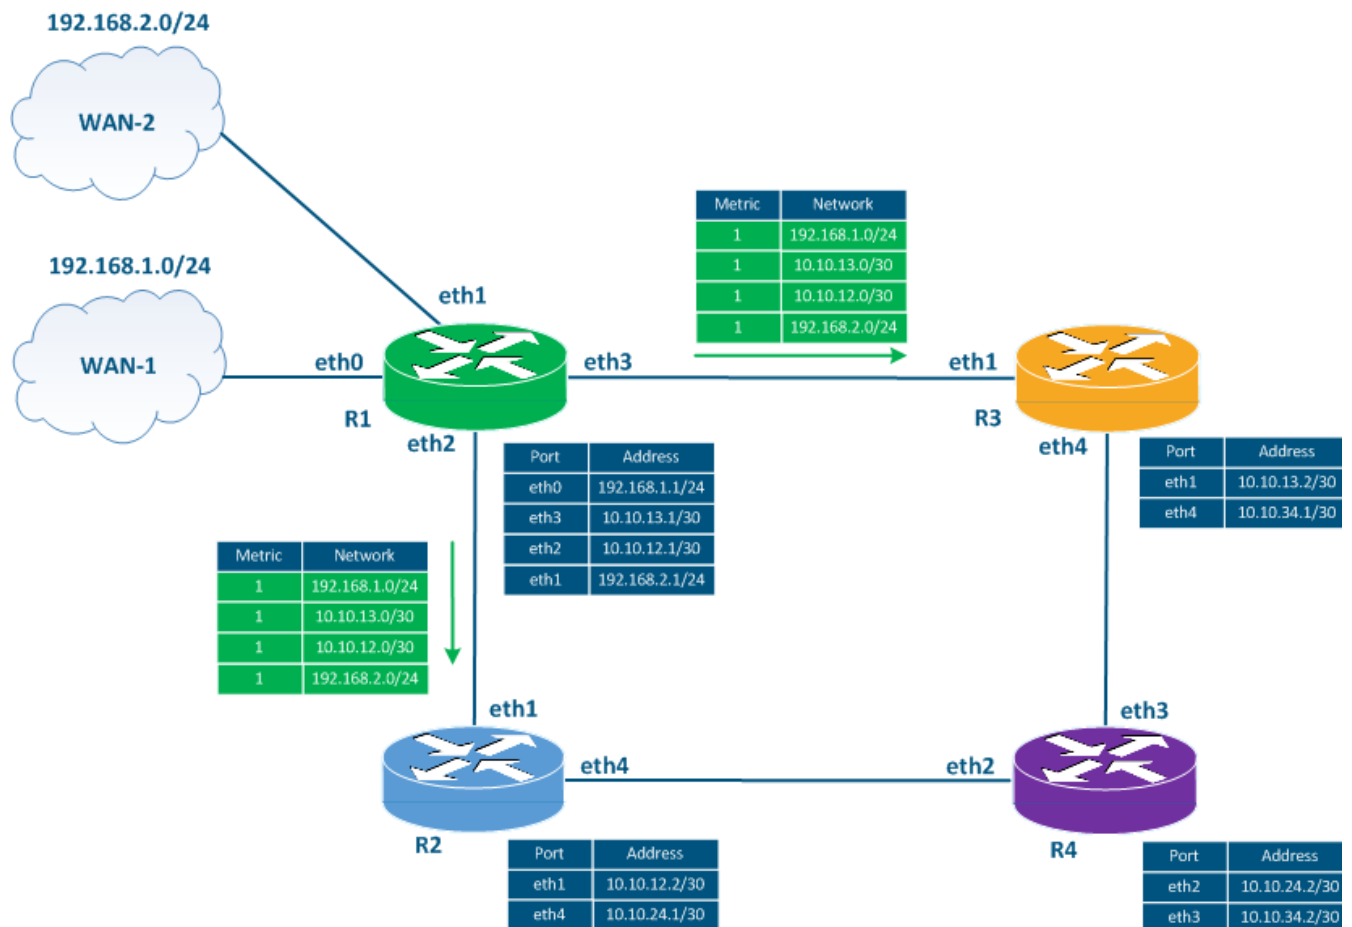 192.168.2.0/24
WAN-2
192.168.1.0/24
WAN-1
eth1
eth0
R1
eth2
eth3
Metric Network
1 192.168.1.0/24
1 10.10.13.0/30
1 10.10.12.0/30
1 192.168.2.0/24
eth1
R3
eth4
Port Address
eth0 192.168.1.1/24
eth3 10.10.13.1/30
eth2 10.10.12.1/30
eth1 192.168.2.1/24
Port Address
eth1 10.10.13.2/30
eth4 10.10.34.1/30
Metric Network
1 192.168.1.0/24
1 10.10.13.0/30
1 10.10.12.0/30
1 192.168.2.0/24
eth1
eth4
R2
eth2
eth3
R4
Port Address
eth1 10.10.12.2/30
eth4 10.10.24.1/30
Port Address
eth2 10.10.24.2/30
eth3 10.10.34.2/30